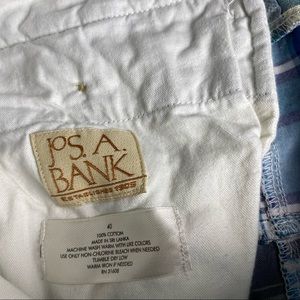 JOS. A.
BANK
ESTABLISHED 1905
40
100% COTTON
MADE IN SRI LANKA
MACHINE WASH WARM WITH LIKE COLORS
USE ONLY NON-CHLORINE BLEACH WHEN NEEDED
TUMBLE DRY LOW
WARM IRON IF NEEDED
RN 31608